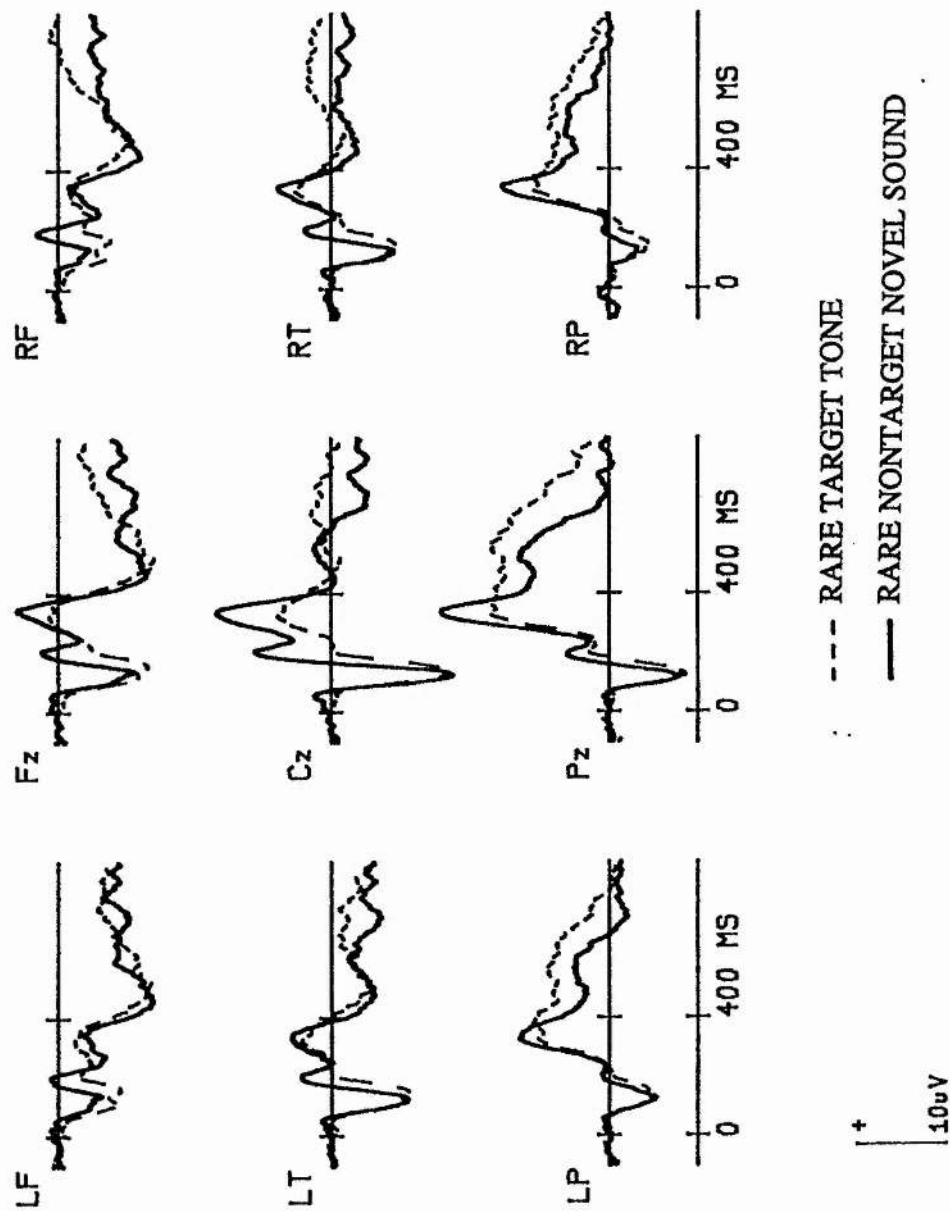 LF
Fz
RF
LT
Cz
RT
LP
Pz
RP
0 400 MS
0 400 MS
0 400 MS
RARE TARGET TONE
RARE NONTARGET NOVEL SOUND
+
10uV